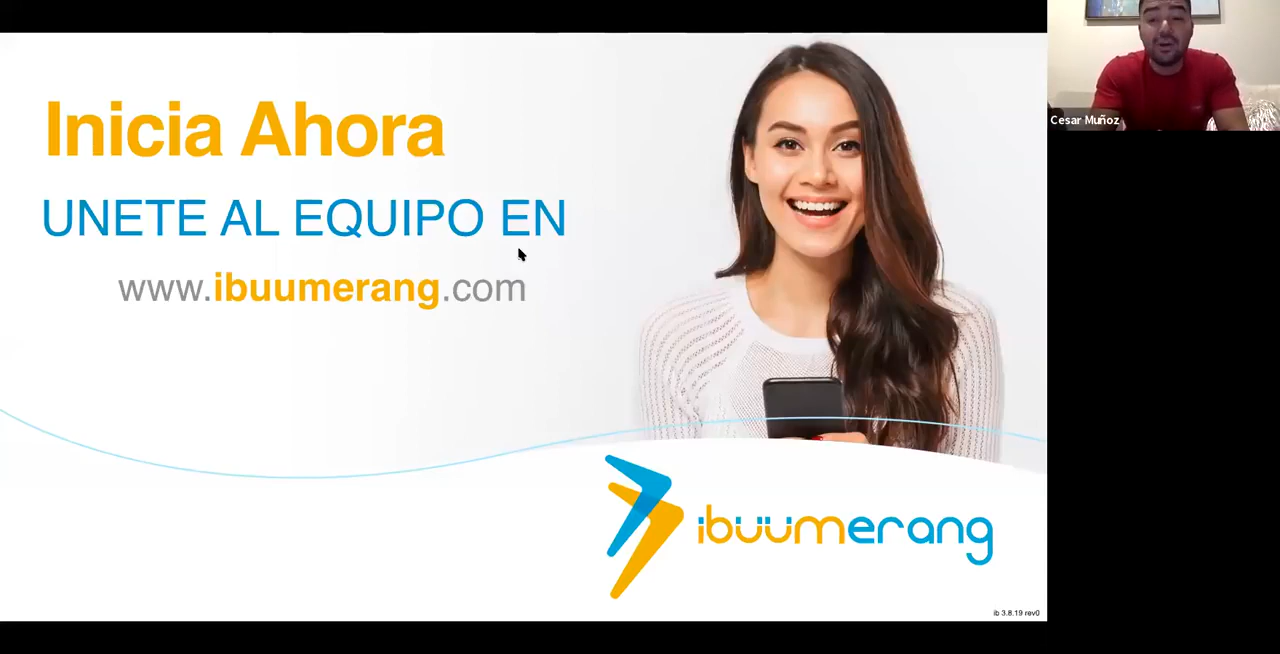 Inicia Ahora
UNETE AL EQUIPO EN
www.ibuumerang.com
ibuumerang
ib 3.8.19 rev0
Cesar Muñoz